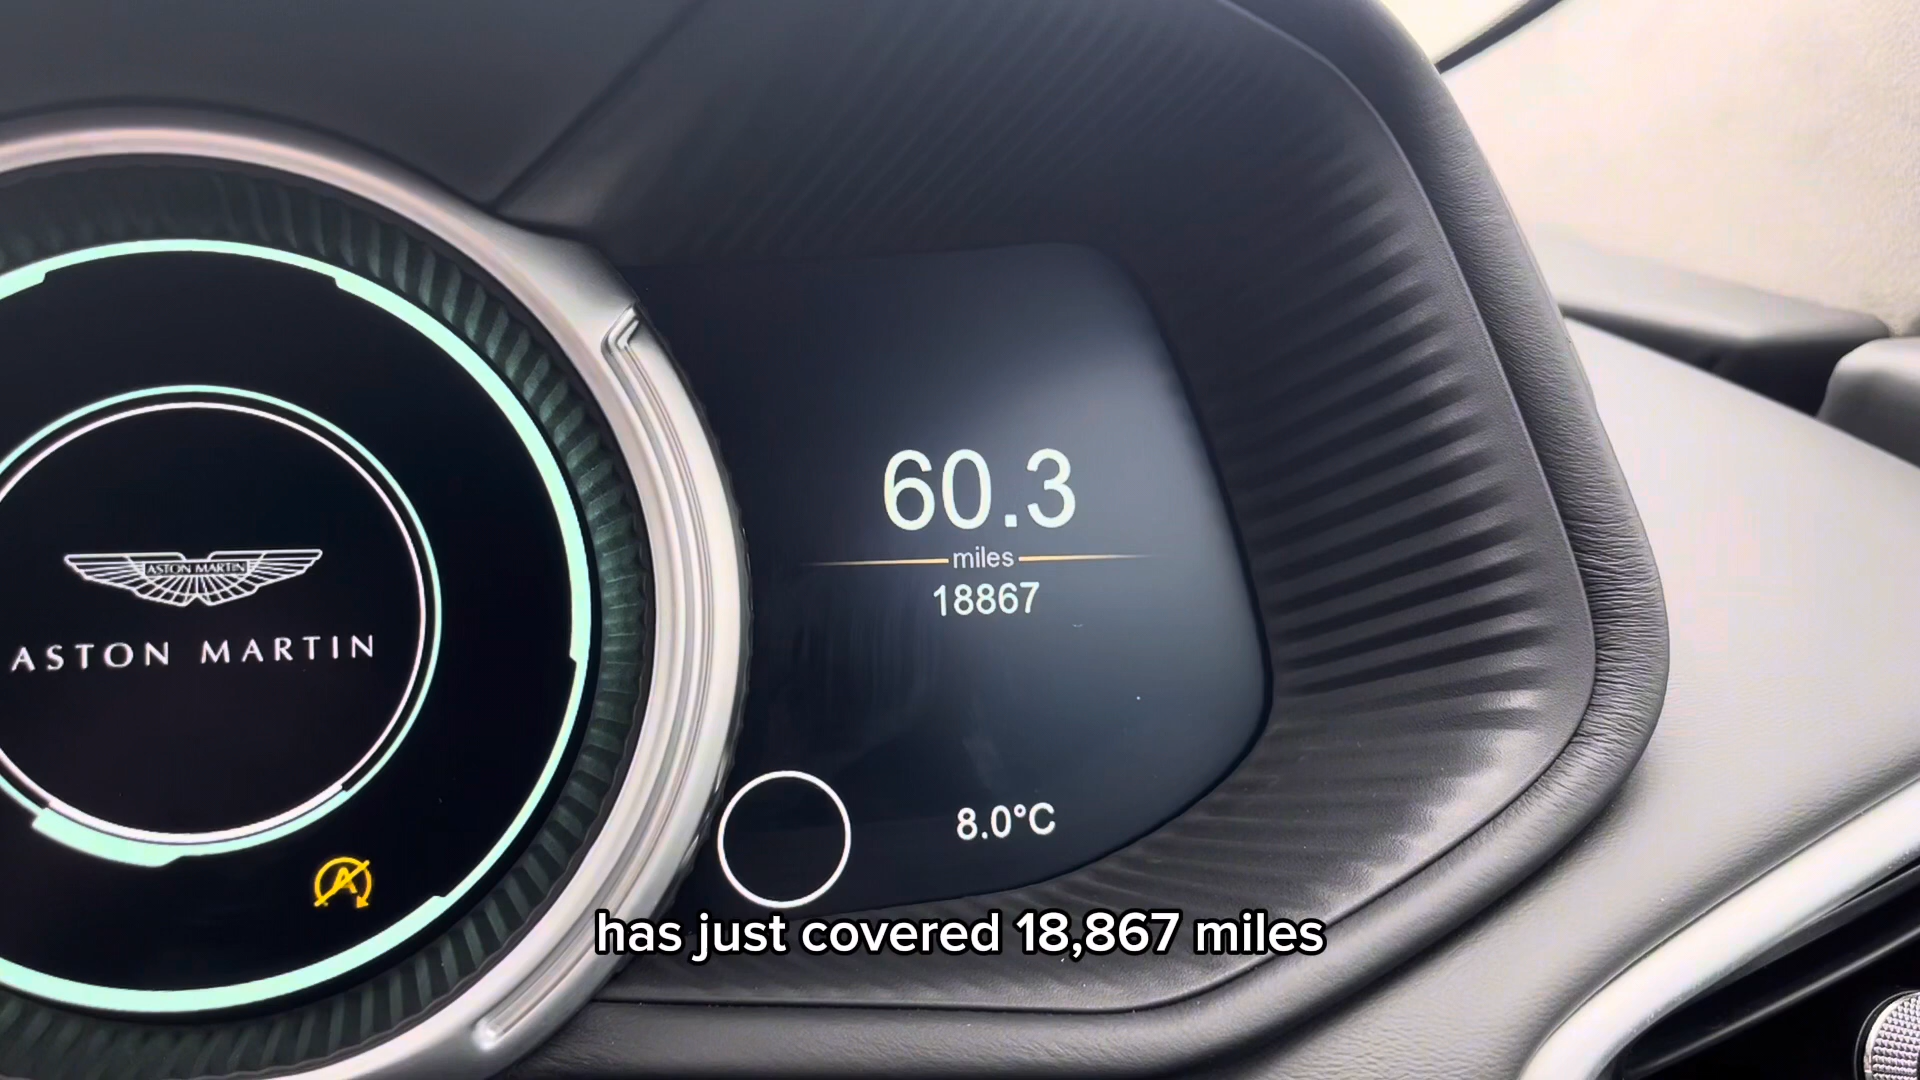 60.3
miles
18867
ASTON MARTIN
ASTON MARTIN
A
8.0°C
has just covered 18,867 miles